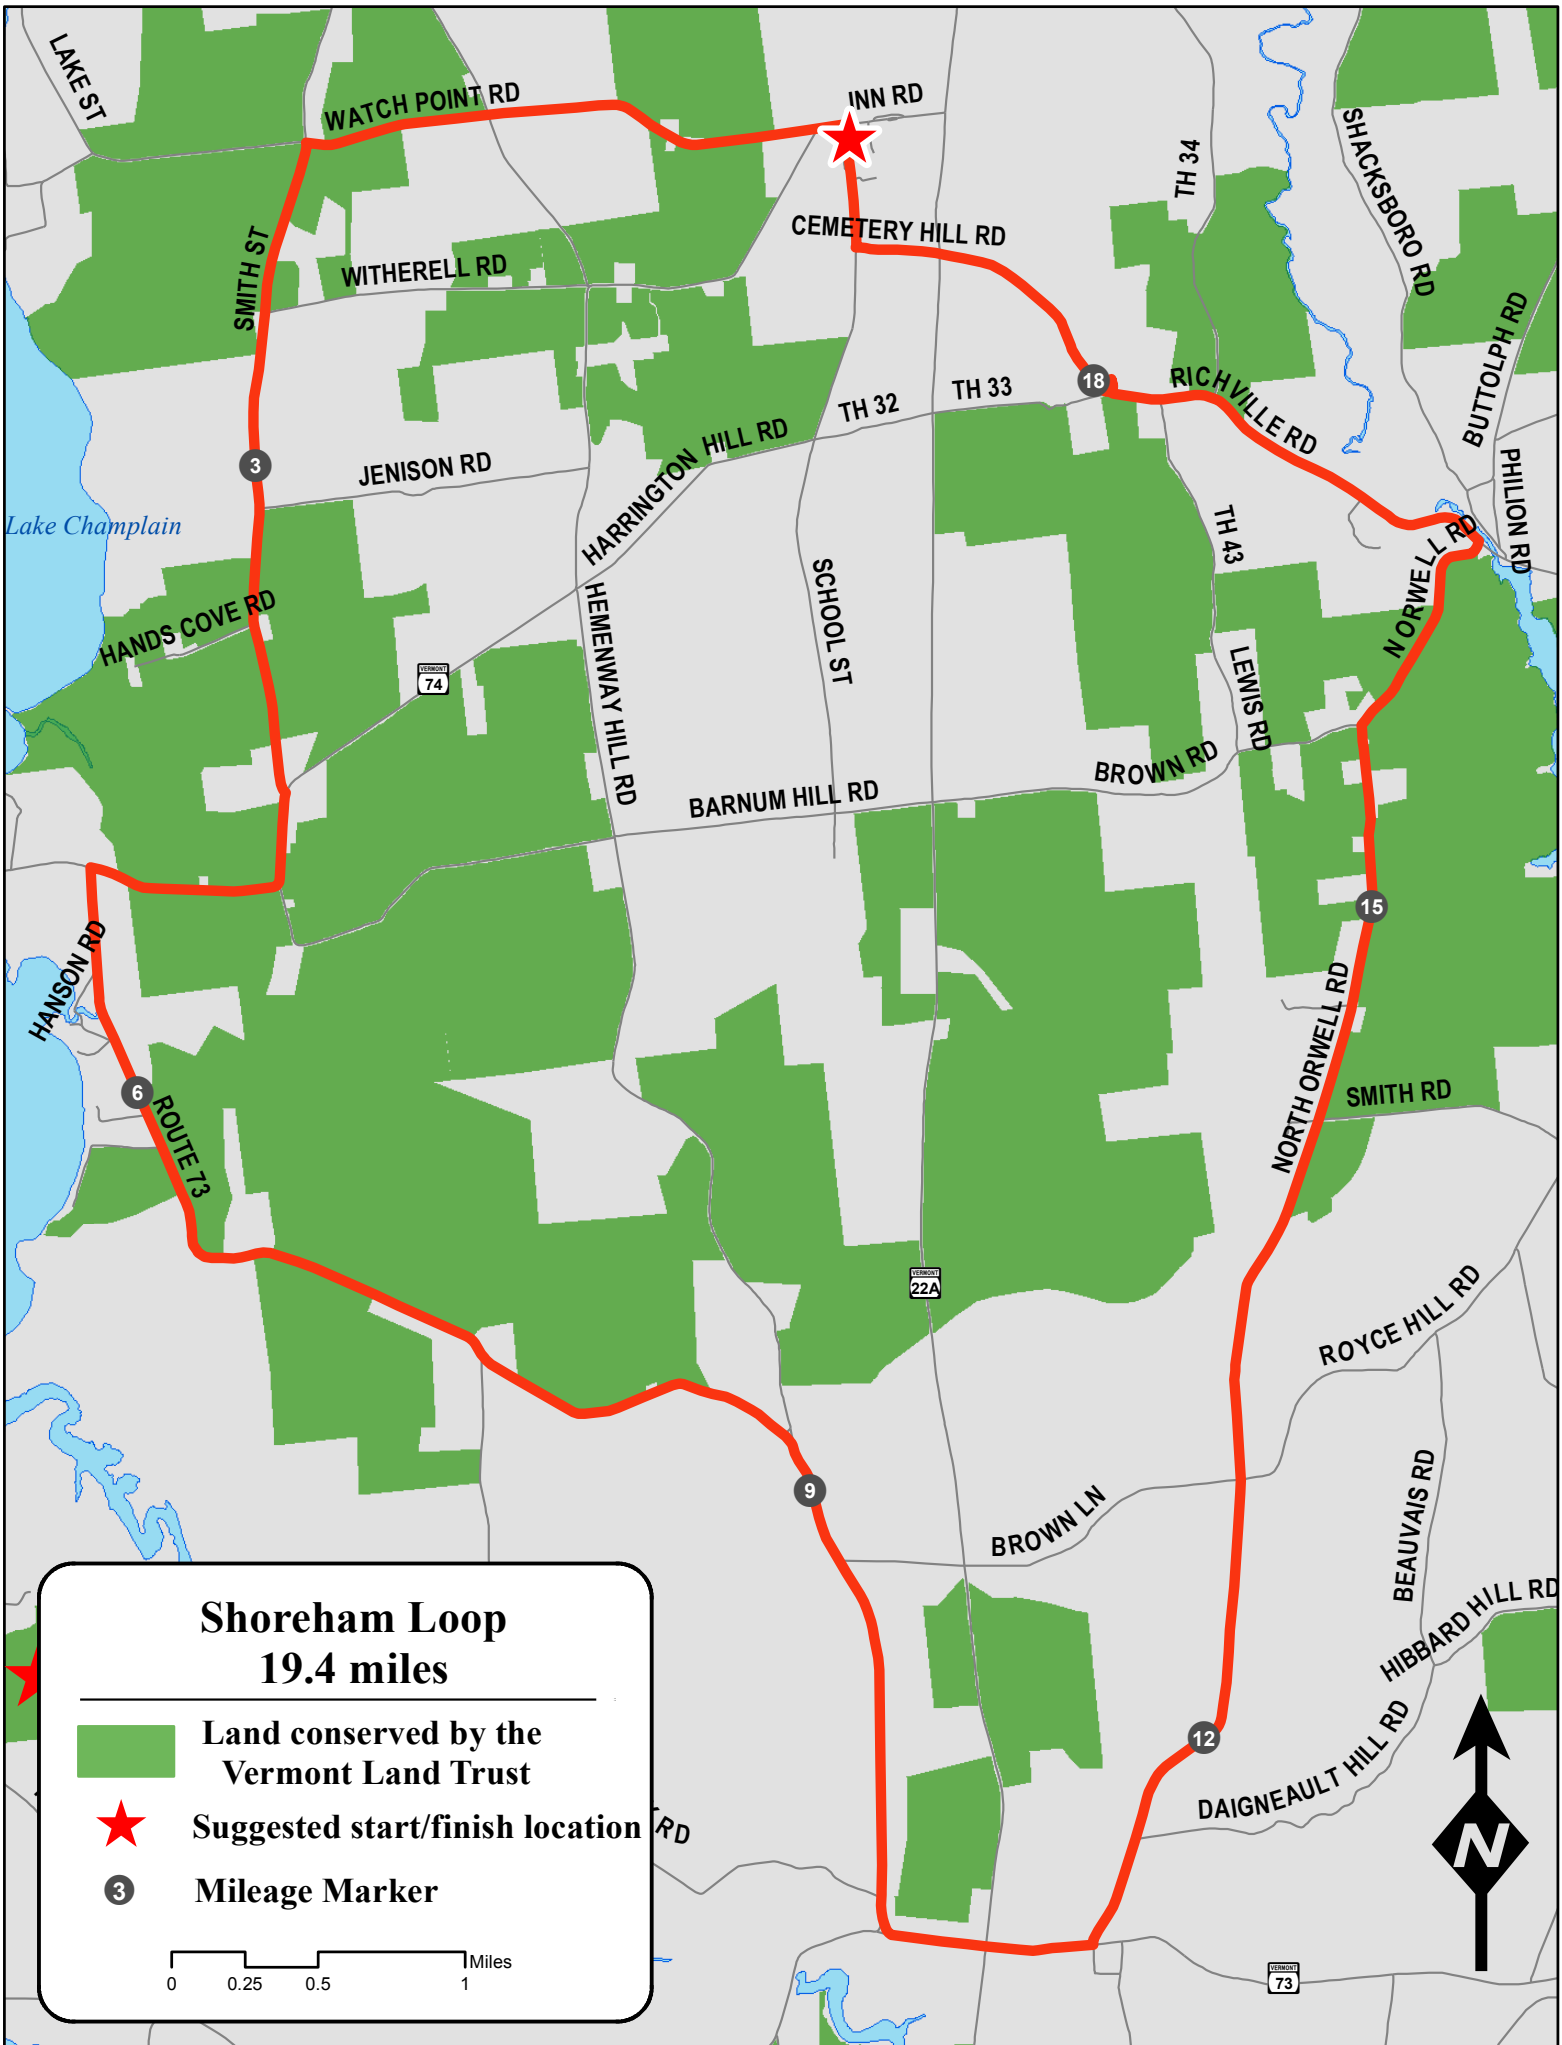 LAKE ST
WATCH POINT RD
INN RD
TH 34
SHACKSBORO RD
CEMETERY HILL RD
SMITH ST
WITHERELL RD
BUTTOLPH RD
18
RICHVILLE RD
TH 33
TH 32
HARRINGTON HILL RD
3
JENISON RD
PHILION RD
Lake Champlain
TH 43
NORWELL RD
HANDS COVE RD
HEMENWAY HILL RD
SCHOOL ST
VERMONT
74
LEWIS RD
BROWN RD
BARNUM HILL RD
15
HANSON RD
NORTH ORWELL RD
6
SMITH RD
ROUTE 73
VERMONT
22A
ROYCE HILL RD
9
BROWN LN
BEAUVAIS RD
HIBBARD HILL RD
12
DAIGNEAULT HILL RD
RD
N
VERMONT
73
Shoreham Loop
19.4 miles
Land conserved by the
Vermont Land Trust
Suggested start/finish location
3 Mileage Marker
Miles
0 0.25 0.5 1